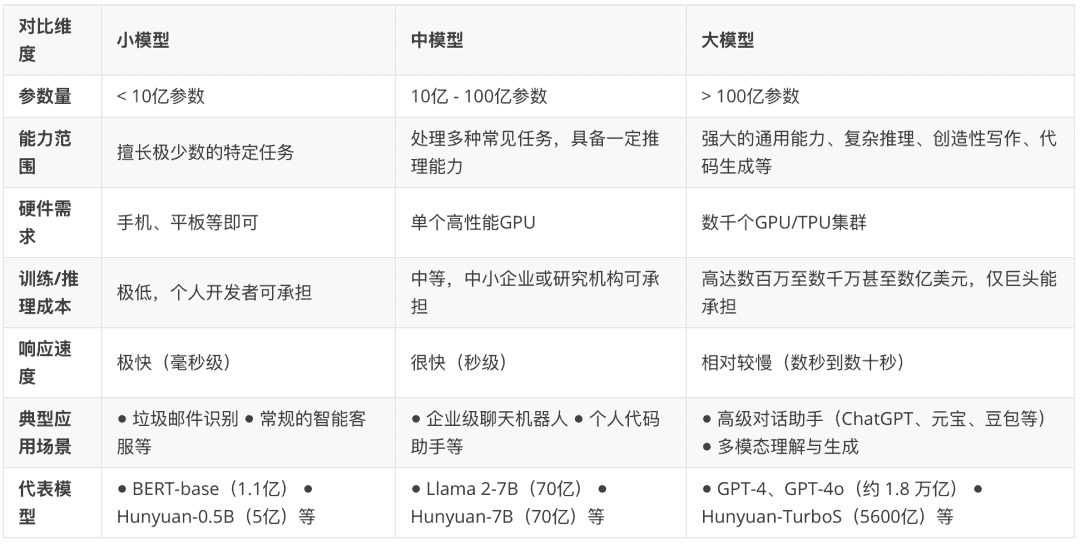 对比维
度
小模型
中模型
大模型
参数量
< 10亿参数
10亿 - 100亿参数
> 100亿参数
能力范
围
擅长极少数的特定任务
处理多种常见任务，具备一定推
理能力
强大的通用能力、复杂推理、创造性写作、代
码生成等
硬件需
求
手机、平板等即可
单个高性能GPU
数千个GPU/TPU集群
训练/推
理成本
极低，个人开发者可承担
中等，中小企业或研究机构可承
担
高达数百万至数千万甚至数亿美元，仅巨头能
承担
响应速
度
极快（毫秒级）
很快（秒级）
相对较慢（数秒到数十秒）
典型应
用场景
● 垃圾邮件识别 ● 常规的智能客
服等
● 企业级聊天机器人 ● 个人代码
助手等
● 高级对话助手（ChatGPT、元宝、豆包等）
● 多模态理解与生成
代表模
型
● BERT-base（1.1亿） ●
Hunyuan-0.5B（5亿）等
● Llama 2-7B（70亿） ●
Hunyuan-7B（70亿）等
● GPT-4、GPT-4o（约 1.8 万亿） ●
Hunyuan-TurboS（5600亿）等